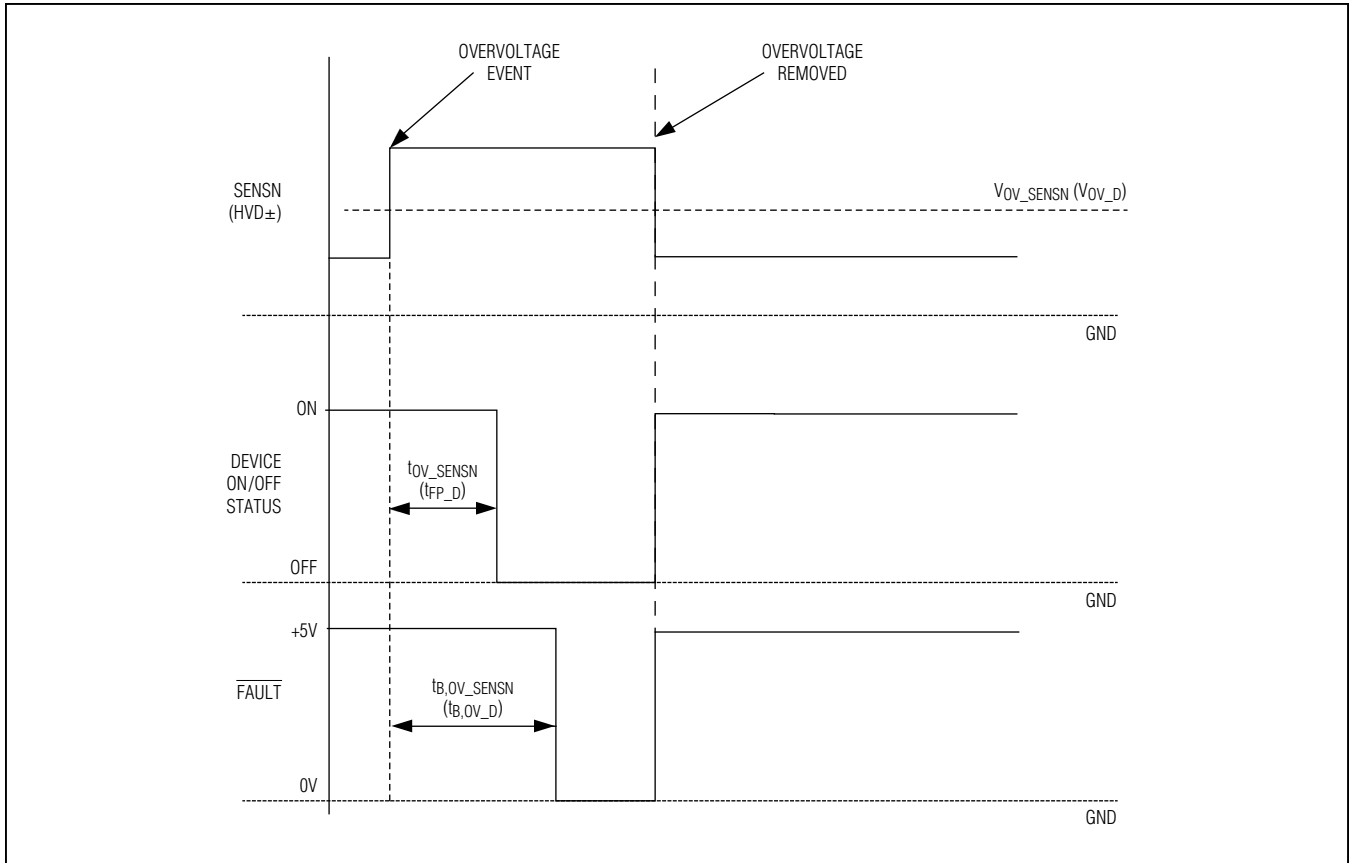 OVERVOLTAGE
EVENT
OVERVOLTAGE
REMOVED
SENSN
(HVD±)
VOV_SENSN (VOV_D)
GND
ON
DEVICE
ON/OFF
STATUS
tOV_SENSN
(tFP_D)
OFF
GND
+5V
FAULT
tB,OV_SENSN
(tB,OV_D)
0V
GND